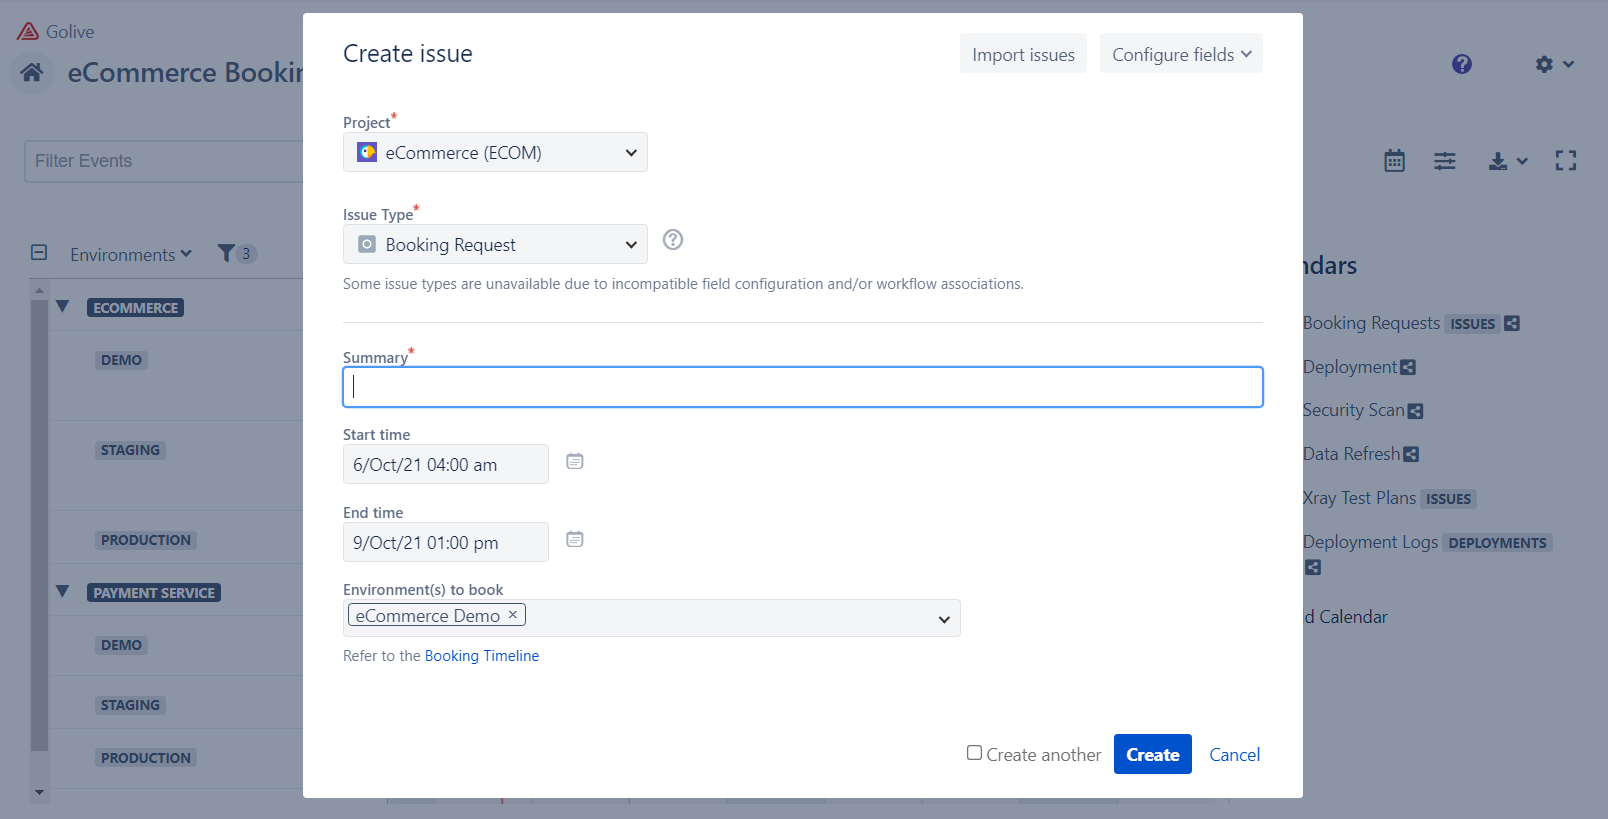 Golive
eCommerce Bookin
Filter Events
Environments
3
ECOMMERCE
DEMO
STAGING
PRODUCTION
PAYMENT SERVICE
DEMO
STAGING
PRODUCTION
Create issue
Import issues
Configure fields
Project*
eCommerce (ECOM)
Issue Type*
Booking Request
Some issue types are unavailable due to incompatible field configuration and/or workflow associations.
Summary*
Start time
6/Oct/21 04:00 am
End time
9/Oct/21 01:00 pm
Environment(s) to book
eCommerce Demo ×
Refer to the Booking Timeline
Create another
Create
Cancel
ndars
Booking Requests ISSUES
Deployment
Security Scan
Data Refresh
Xray Test Plans ISSUES
Deployment Logs DEPLOYMENTS
d Calendar